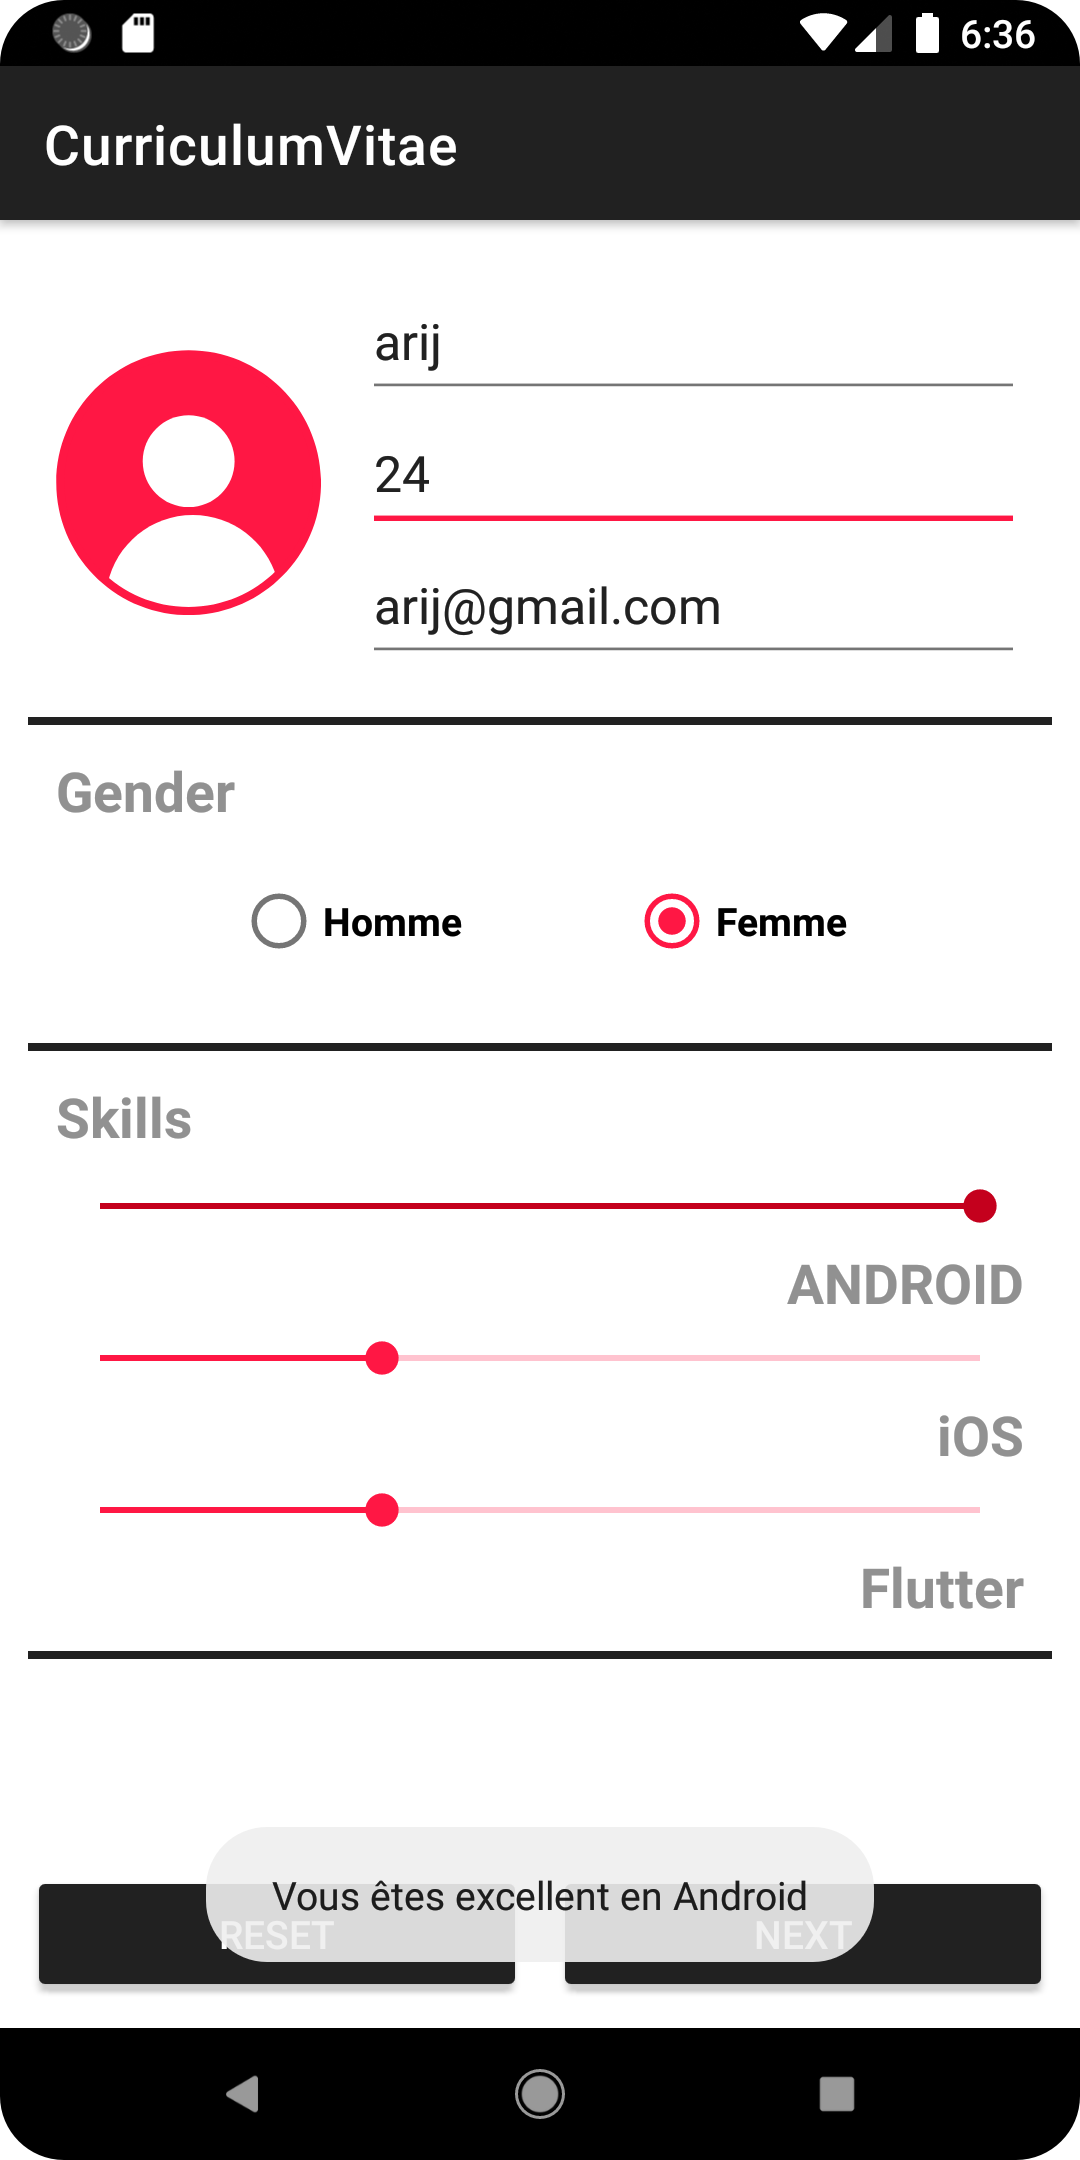 6:36
CurriculumVitae
arij
24
arij@gmail.com
Gender
Homme Femme
Skills
ANDROID
iOS
Flutter
Vous êtes excellent en Android
RESET NEXT